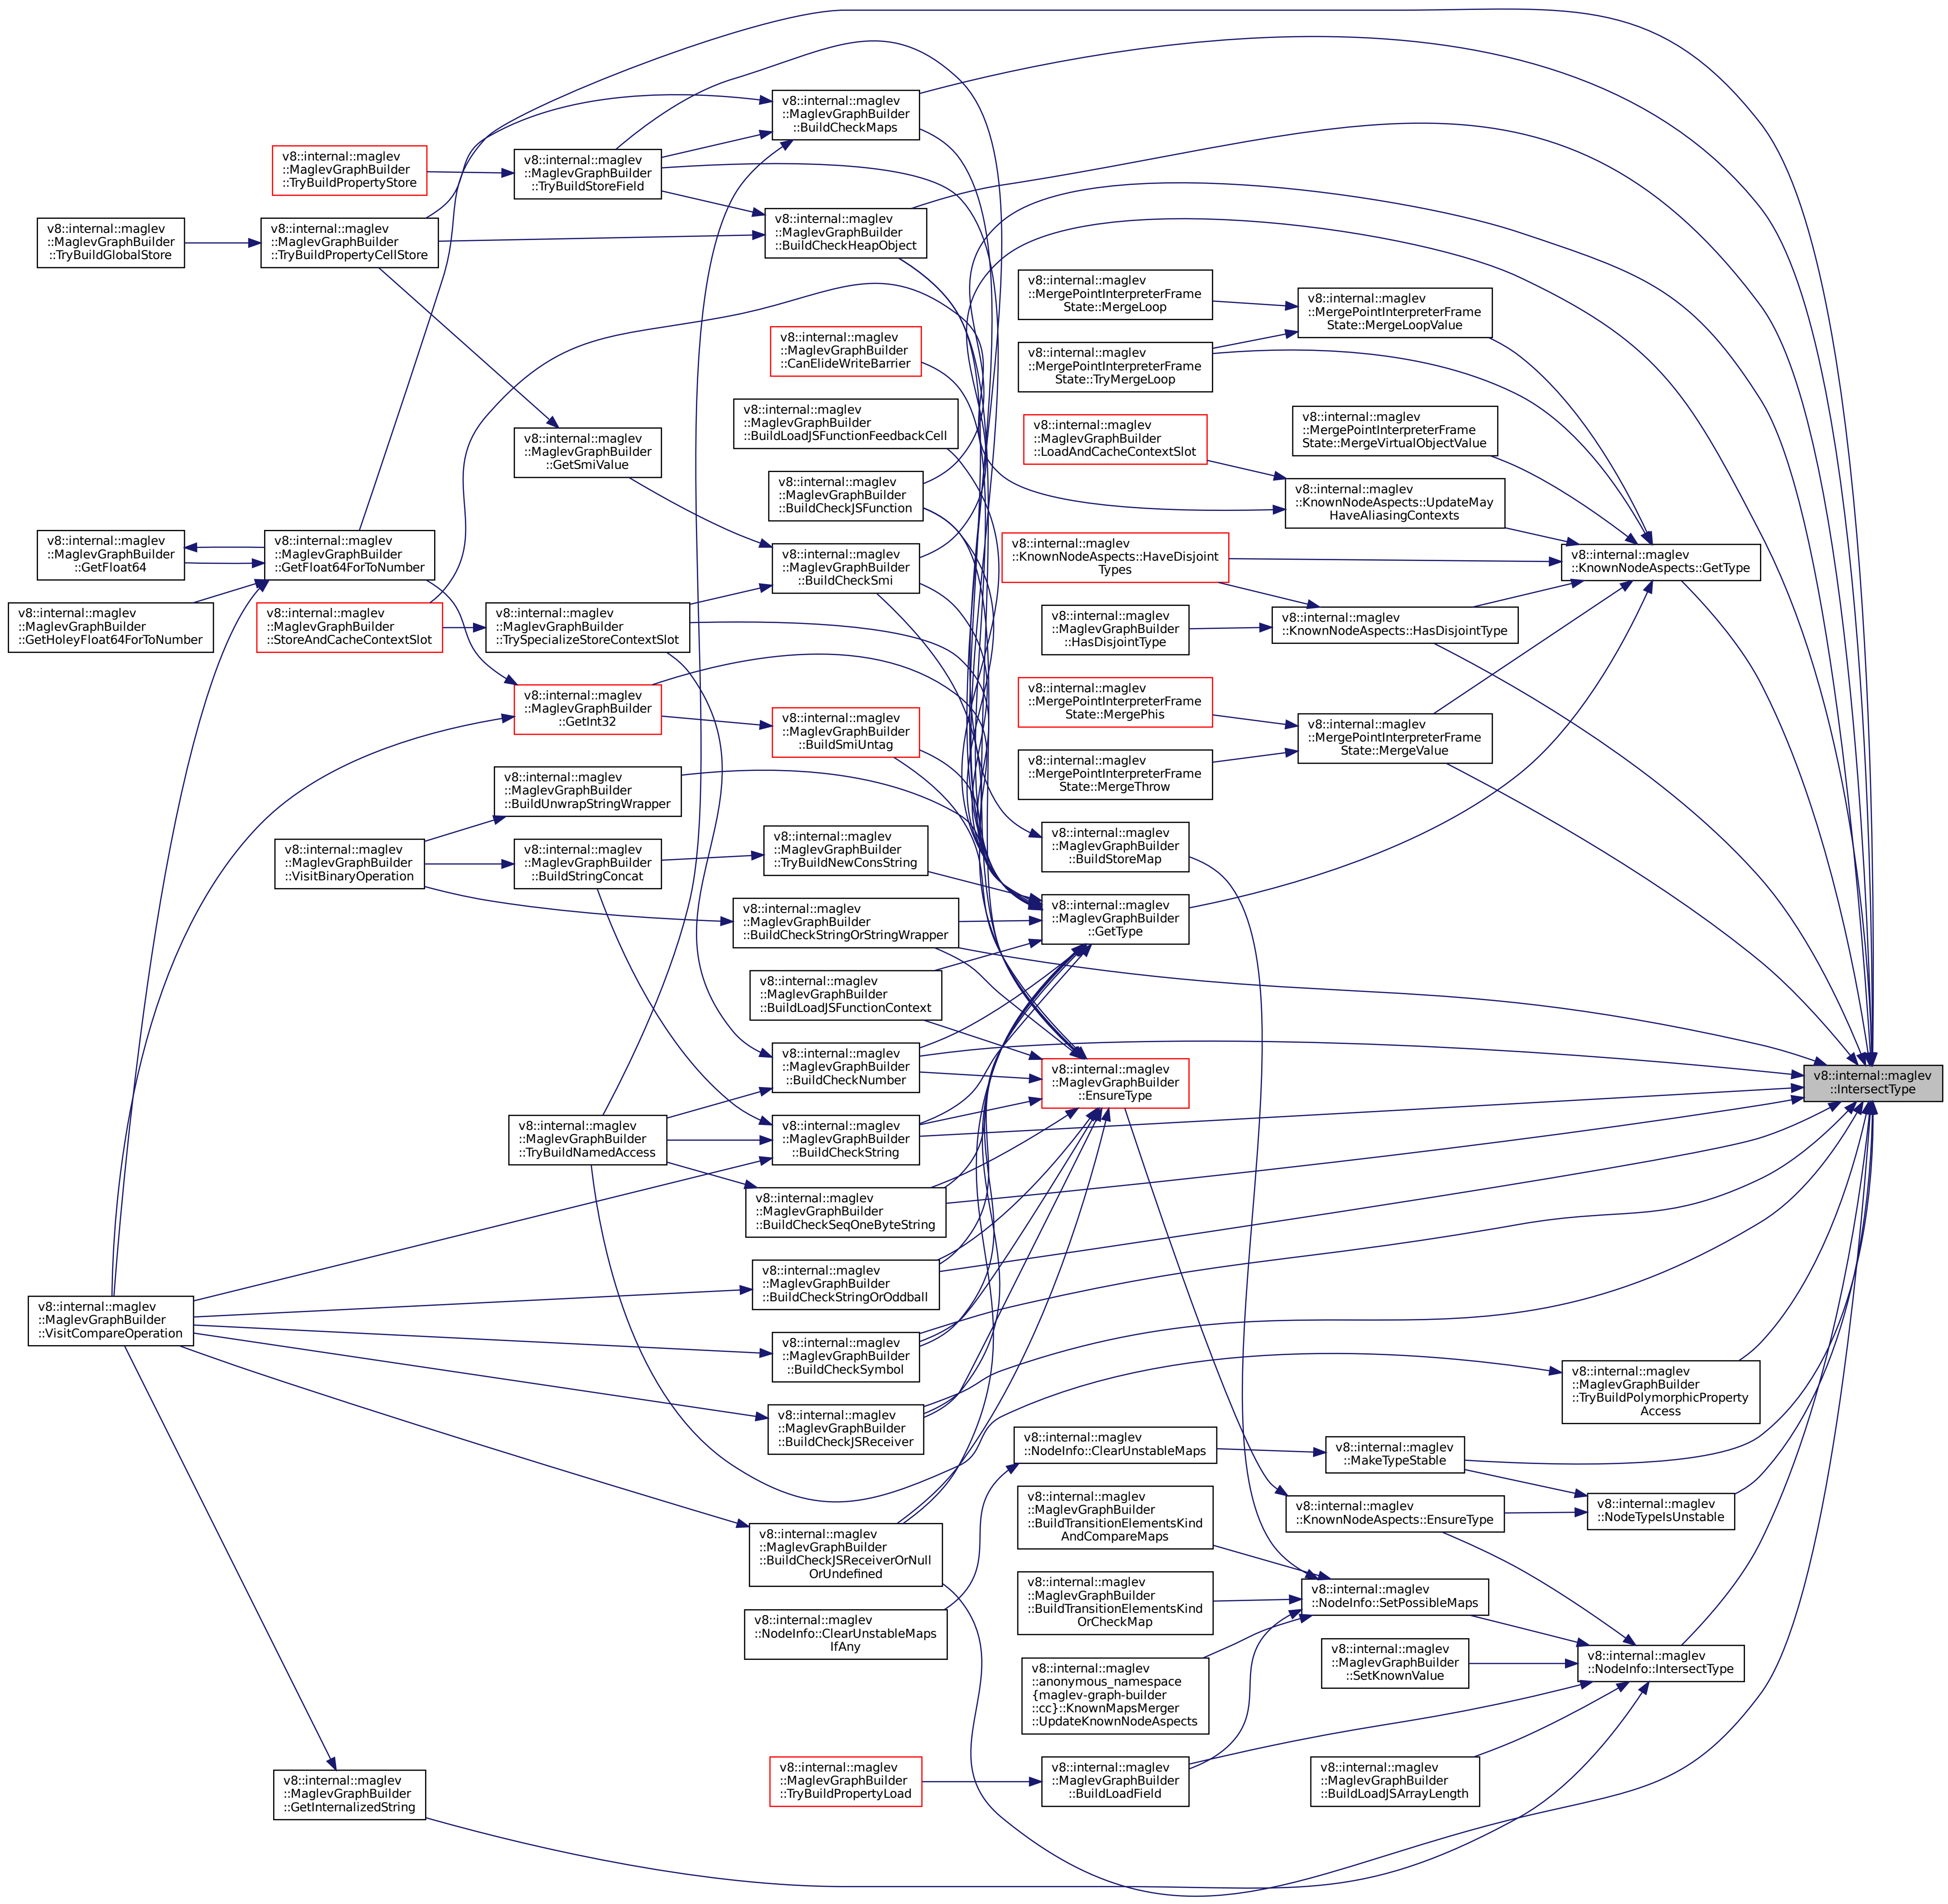 v8::internal::maglev
::MaglevGraphBuilder
::BuildCheckMaps
v8::internal::maglev
::MaglevGraphBuilder
::TryBuildPropertyStore
v8::internal::maglev
::MaglevGraphBuilder
::TryBuildStoreField
v8::internal::maglev
::MaglevGraphBuilder
::BuildCheckHeapObject
v8::internal::maglev
::MaglevGraphBuilder
::TryBuildGlobalStore
v8::internal::maglev
::MaglevGraphBuilder
::TryBuildPropertyCellStore
v8::internal::maglev
::MergePointInterpreterFrame
State::MergeLoop
v8::internal::maglev
::MergePointInterpreterFrame
State::MergeLoopValue
v8::internal::maglev
::MaglevGraphBuilder
::CanElideWriteBarrier
v8::internal::maglev
::MergePointInterpreterFrame
State::TryMergeLoop
v8::internal::maglev
::MaglevGraphBuilder
::BuildLoadJSFunctionFeedbackCell
v8::internal::maglev
::MergePointInterpreterFrame
State::MergeVirtualObjectValue
v8::internal::maglev
::MaglevGraphBuilder
::LoadAndCacheContextSlot
v8::internal::maglev
::MaglevGraphBuilder
::GetSmiValue
v8::internal::maglev
::MaglevGraphBuilder
::BuildCheckJSFunction
v8::internal::maglev
::KnownNodeAspects::UpdateMay
HaveAliasingContexts
v8::internal::maglev
::MaglevGraphBuilder
::GetFloat64
v8::internal::maglev
::MaglevGraphBuilder
::GetFloat64ForToNumber
v8::internal::maglev
::MaglevGraphBuilder
::BuildCheckSmi
v8::internal::maglev
::KnownNodeAspects::HaveDisjoint
Types
v8::internal::maglev
::KnownNodeAspects::GetType
v8::internal::maglev
::MaglevGraphBuilder
::GetHoleyFloat64ForToNumber
v8::internal::maglev
::MaglevGraphBuilder
::StoreAndCacheContextSlot
v8::internal::maglev
::MaglevGraphBuilder
::TrySpecializeStoreContextSlot
v8::internal::maglev
::MaglevGraphBuilder
::HasDisjointType
v8::internal::maglev
::KnownNodeAspects::HasDisjointType
v8::internal::maglev
::MaglevGraphBuilder
::GetInt32
v8::internal::maglev
::MaglevGraphBuilder
::BuildSmiUntag
v8::internal::maglev
::MergePointInterpreterFrame
State::MergePhis
v8::internal::maglev
::MergePointInterpreterFrame
State::MergeValue
v8::internal::maglev
::MaglevGraphBuilder
::BuildUnwrapStringWrapper
v8::internal::maglev
::MergePointInterpreterFrame
State::MergeThrow
v8::internal::maglev
::MaglevGraphBuilder
::VisitBinaryOperation
v8::internal::maglev
::MaglevGraphBuilder
::BuildStringConcat
v8::internal::maglev
::MaglevGraphBuilder
::TryBuildNewConsString
v8::internal::maglev
::MaglevGraphBuilder
::BuildStoreMap
v8::internal::maglev
::MaglevGraphBuilder
::BuildCheckStringOrStringWrapper
v8::internal::maglev
::MaglevGraphBuilder
::GetType
v8::internal::maglev
::MaglevGraphBuilder
::BuildLoadJSFunctionContext
v8::internal::maglev
::MaglevGraphBuilder
::BuildCheckNumber
v8::internal::maglev
::MaglevGraphBuilder
::EnsureType
v8::internal::maglev
::IntersectType
v8::internal::maglev
::MaglevGraphBuilder
::TryBuildNamedAccess
v8::internal::maglev
::MaglevGraphBuilder
::BuildCheckString
v8::internal::maglev
::MaglevGraphBuilder
::BuildCheckSeqOneByteString
v8::internal::maglev
::MaglevGraphBuilder
::BuildCheckStringOrOddball
v8::internal::maglev
::MaglevGraphBuilder
::VisitCompareOperation
v8::internal::maglev
::MaglevGraphBuilder
::BuildCheckSymbol
v8::internal::maglev
::MaglevGraphBuilder
::TryBuildPolymorphicProperty
Access
v8::internal::maglev
::MaglevGraphBuilder
::BuildCheckJSReceiver
v8::internal::maglev
::NodeInfo::ClearUnstableMaps
v8::internal::maglev
::MakeTypeStable
v8::internal::maglev
::MaglevGraphBuilder
::BuildTransitionElementsKind
AndCompareMaps
v8::internal::maglev
::KnownNodeAspects::EnsureType
v8::internal::maglev
::NodeTypeIsUnstable
v8::internal::maglev
::MaglevGraphBuilder
::BuildCheckJSReceiverOrNull
OrUndefined
v8::internal::maglev
::MaglevGraphBuilder
::BuildTransitionElementsKind
OrCheckMap
v8::internal::maglev
::NodeInfo::SetPossibleMaps
v8::internal::maglev
::NodeInfo::ClearUnstableMaps
IfAny
v8::internal::maglev
::MaglevGraphBuilder
::SetKnownValue
v8::internal::maglev
::NodeInfo::IntersectType
v8::internal::maglev
::anonymous_namespace
{maglev-graph-builder
::cc}::KnownMapsMerger
::UpdateKnownNodeAspects
v8::internal::maglev
::MaglevGraphBuilder
::GetInternalizedString
v8::internal::maglev
::MaglevGraphBuilder
::TryBuildPropertyLoad
v8::internal::maglev
::MaglevGraphBuilder
::BuildLoadField
v8::internal::maglev
::MaglevGraphBuilder
::BuildLoadJSArrayLength